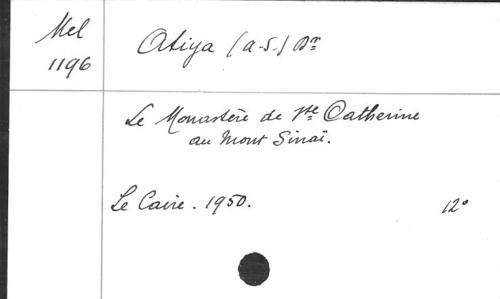 Mel
1196
Atiya (A-S.) Dr
Le Monastère de Ste Catherine
au Mont Sinaï.
Le Caire. 1950.
12°